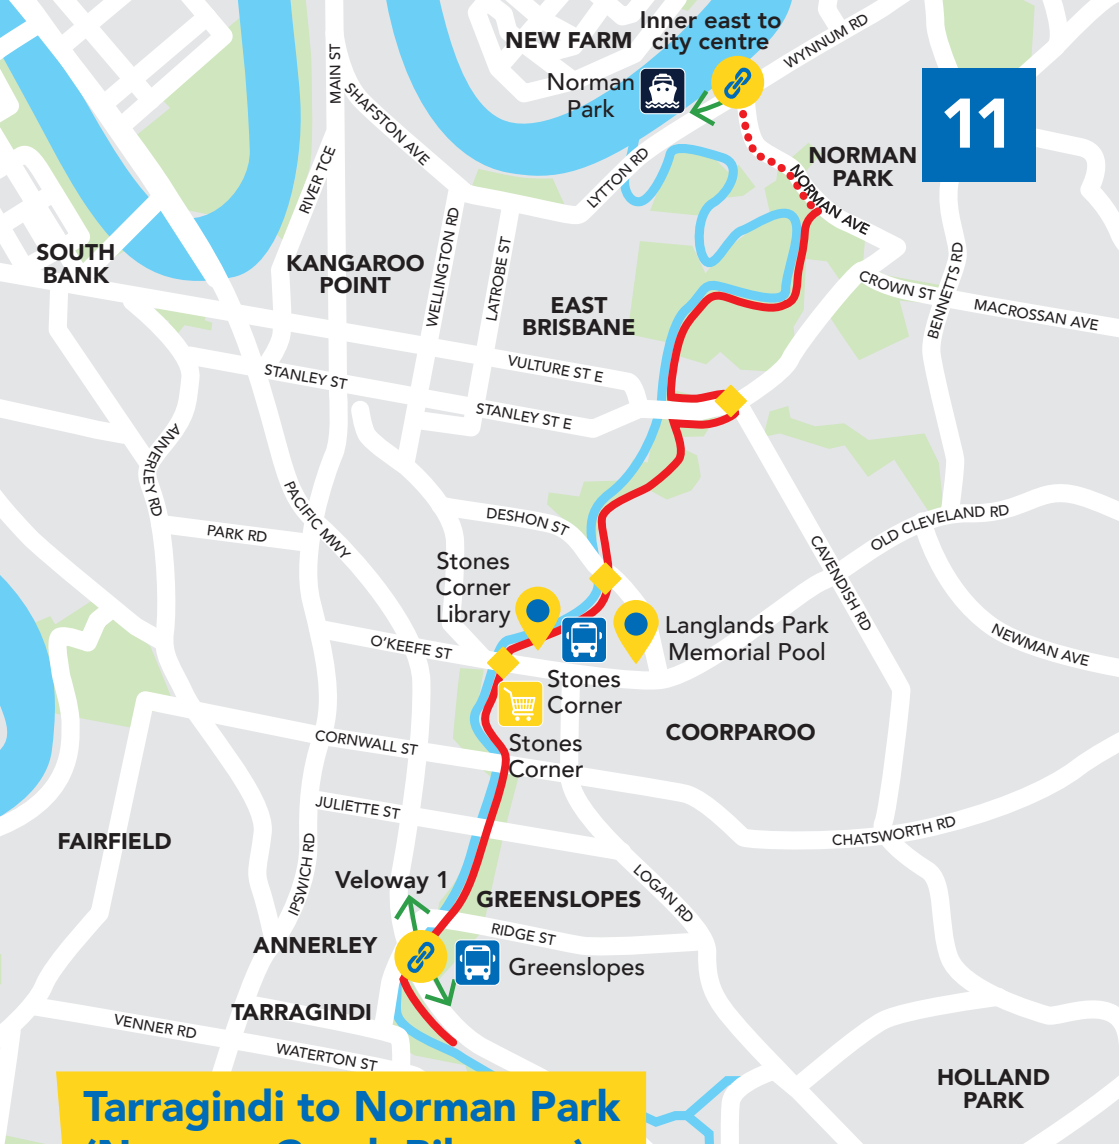 Inner east to
city centre
NEW FARM
WYNNUM RD
MAIN ST
Norman
Park
SHAFSTON AVE
11
NORMAN
PARK
LYTTON RD
RIVER TCE
NORMAN AVE
SOUTH
BANK
KANGAROO
POINT
WELLINGTON RD
LATROBE ST
EAST
BRISBANE
CROWN ST
BENNETTS RD
MACROSSAN AVE
VULTURE ST E
STANLEY ST
STANLEY ST E
ANNERLEY RD
PACIFIC MWY
PARK RD
DESHON ST
OLD CLEVELAND RD
CAVENDISH RD
Stones
Corner
Library
Langlands Park
Memorial Pool
NEWMAN AVE
O'KEEFE ST
Stones
Corner
COORPAROO
CORNWALL ST
Stones
Corner
JULIETTE ST
CHATSWORTH RD
FAIRFIELD
IPSWICH RD
LOGAN RD
Veloway 1
GREENSLOPES
RIDGE ST
ANNERLEY
Greenslopes
TARRAGINDI
VENNER RD
WATERTON ST
HOLLAND
PARK
Tarragindi to Norman Park